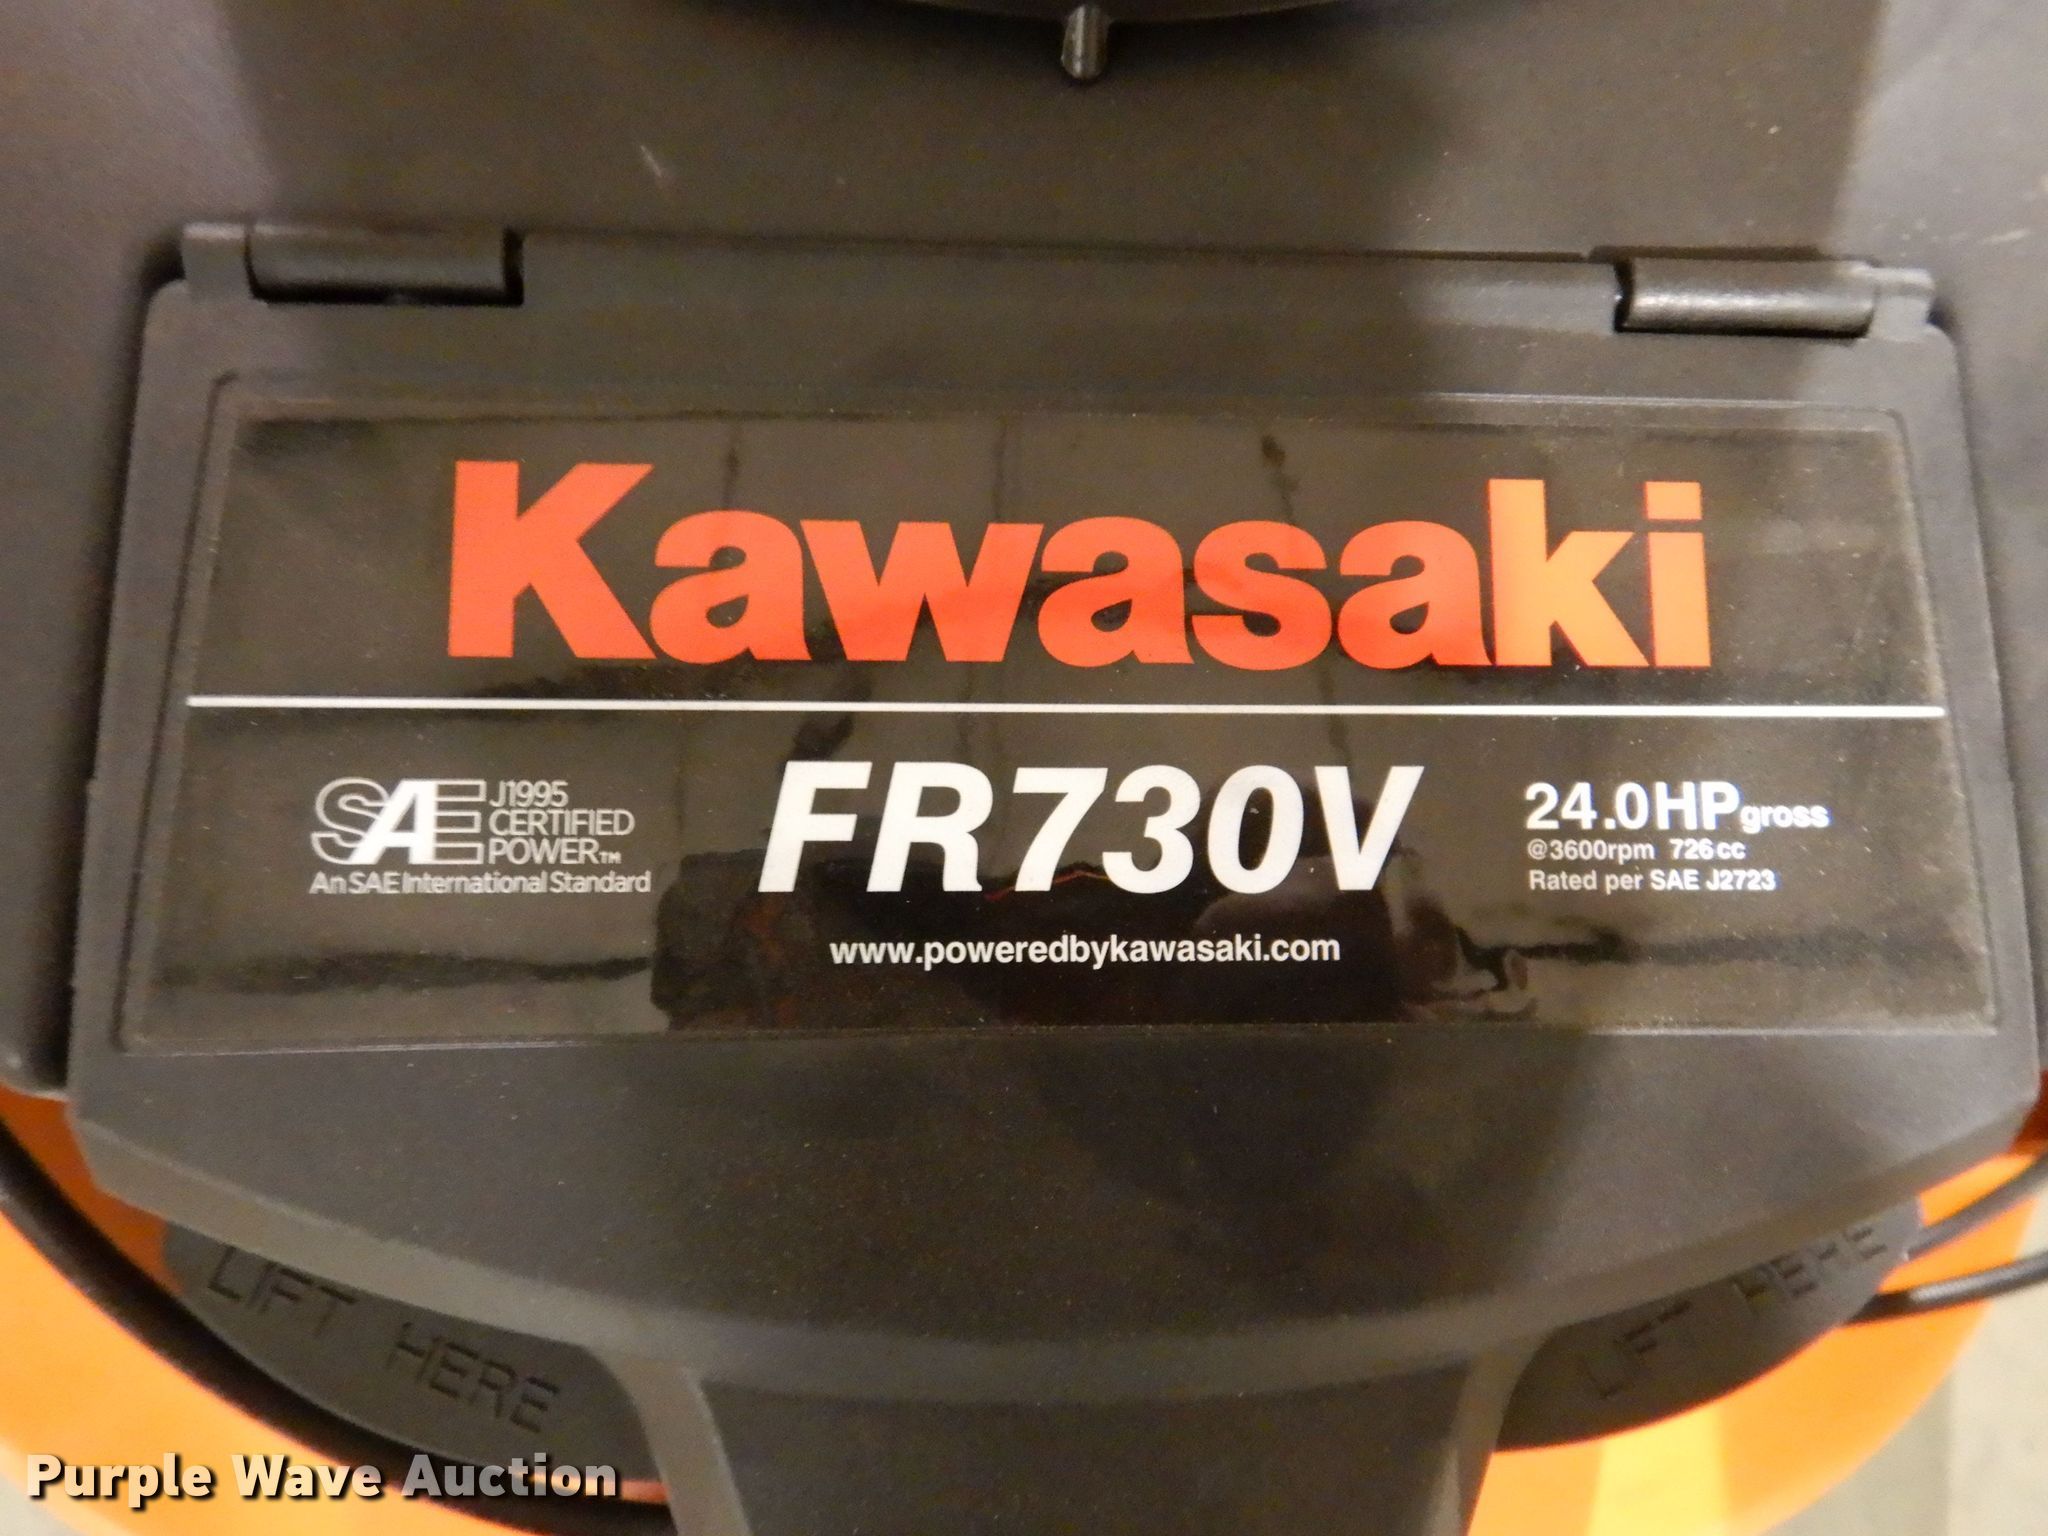 Kawasaki
SAE J1995
CERTIFIED
POWER™
An SAE International Standard
FR730V
24.0HP gross
@3600rpm 726cc
Rated per SAE J2723
www.poweredbykawasaki.com
LIFT HERE
LIFT HERE
Purple Wave Auction